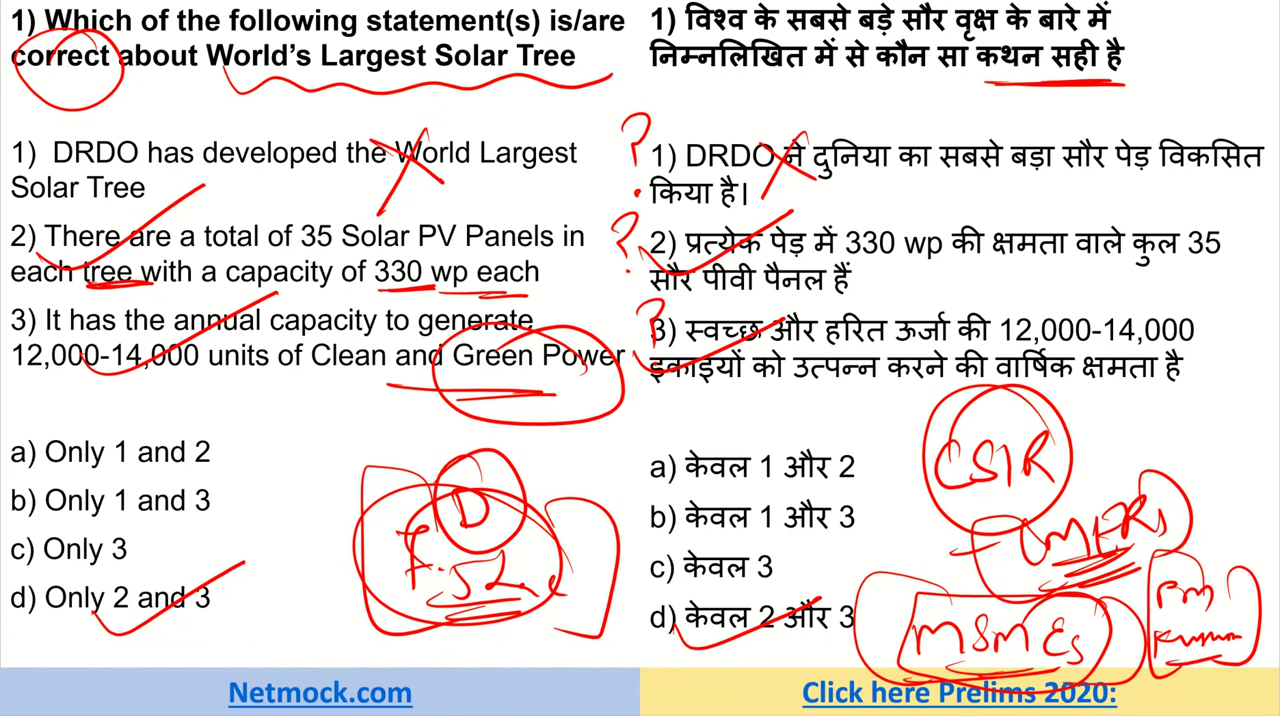 1) Which of the following statement(s) is/are
correct about World's Largest Solar Tree
1) DRDO has developed the World Largest
Solar Tree
2) There are a total of 35 Solar PV Panels in
each tree with a capacity of 330 wp each
3) It has the annual capacity to generate
12,000-14,000 units of Clean and Green Power
a) Only 1 and 2
b) Only 1 and 3
c) Only 3
d) Only 2 and 3
D
1) विश्व के सबसे बड़े सौर वृक्ष के बारे में
निम्नलिखित में से कौन सा कथन सही है
?
1) DRDO ने दुनिया का सबसे बड़ा सौर पेड़ विकसित
किया है।
?
2) प्रत्येक पेड़ में 330 wp की क्षमता वाले कुल 35
सौर पीवी पैनल हैं
?
3) स्वच्छ और हरित ऊर्जा की 12,000-14,000
इकाइयों को उत्पन्न करने की वार्षिक क्षमता है
a) केवल 1 और 2
b) केवल 1 और 3
c) केवल 3
d) केवल 2 और 3
CSIR
MSMEs
PM
Netmock.com
Click here Prelims 2020: